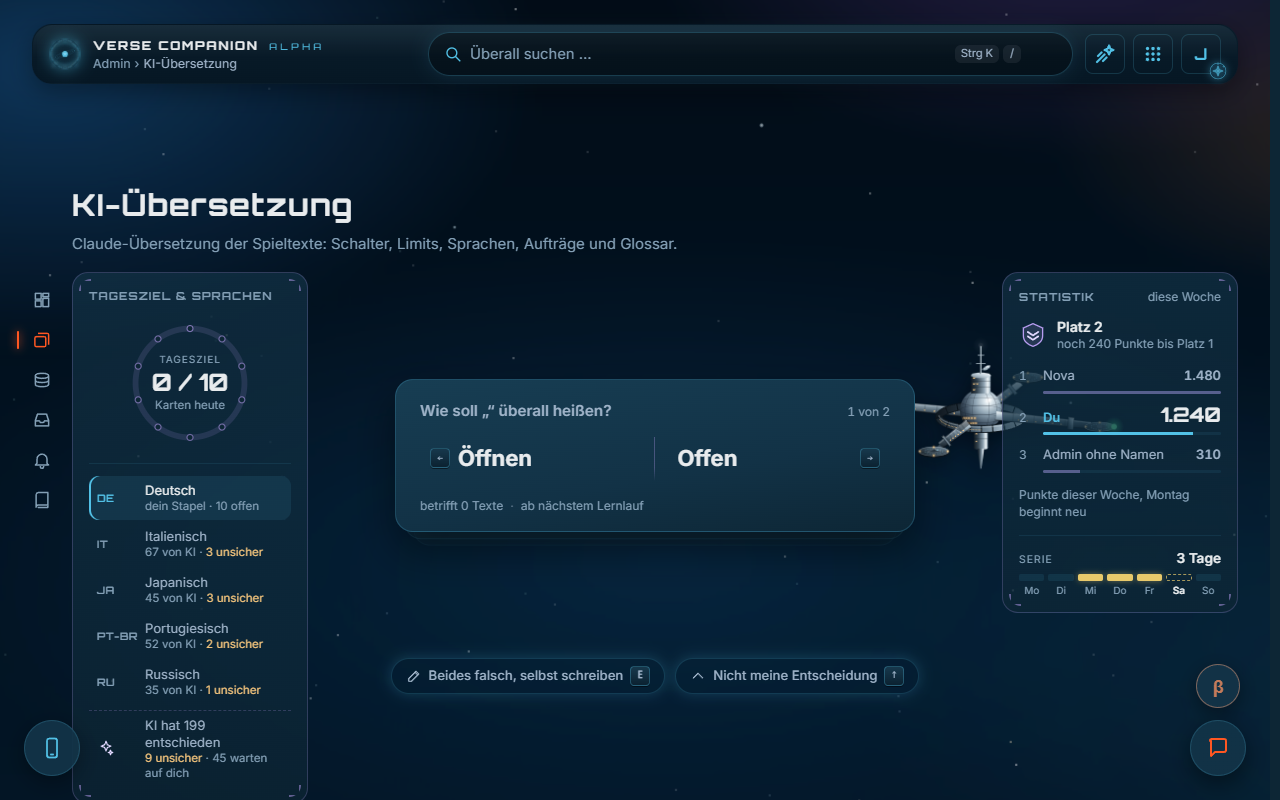 VERSE COMPANION ALPHA
Admin › KI-Übersetzung
Überall suchen ...
Strg K /
KI-Übersetzung
Claude-Übersetzung der Spieltexte: Schalter, Limits, Sprachen, Aufträge und Glossar.
TAGESZIEL & SPRACHEN
TAGESZIEL
0 / 10
Karten heute
DE Deutsch
dein Stapel · 10 offen
IT Italienisch
67 von KI · 3 unsicher
JA Japanisch
45 von KI · 3 unsicher
PT-BR Portugiesisch
52 von KI · 2 unsicher
RU Russisch
35 von KI · 1 unsicher
KI hat 199
entschieden
9 unsicher · 45 warten
auf dich
Wie soll „“ überall heißen?
1 von 2
← Öffnen
Offen →
betrifft 0 Texte · ab nächstem Lernlauf
Beides falsch, selbst schreiben E
Nicht meine Entscheidung ↑
STATISTIK diese Woche
Platz 2
noch 240 Punkte bis Platz 1
1 Nova 1.480
2 Du 1.240
3 Admin ohne Namen 310
Punkte dieser Woche, Montag
beginnt neu
SERIE 3 Tage
Mo Di Mi Do Fr Sa So
β